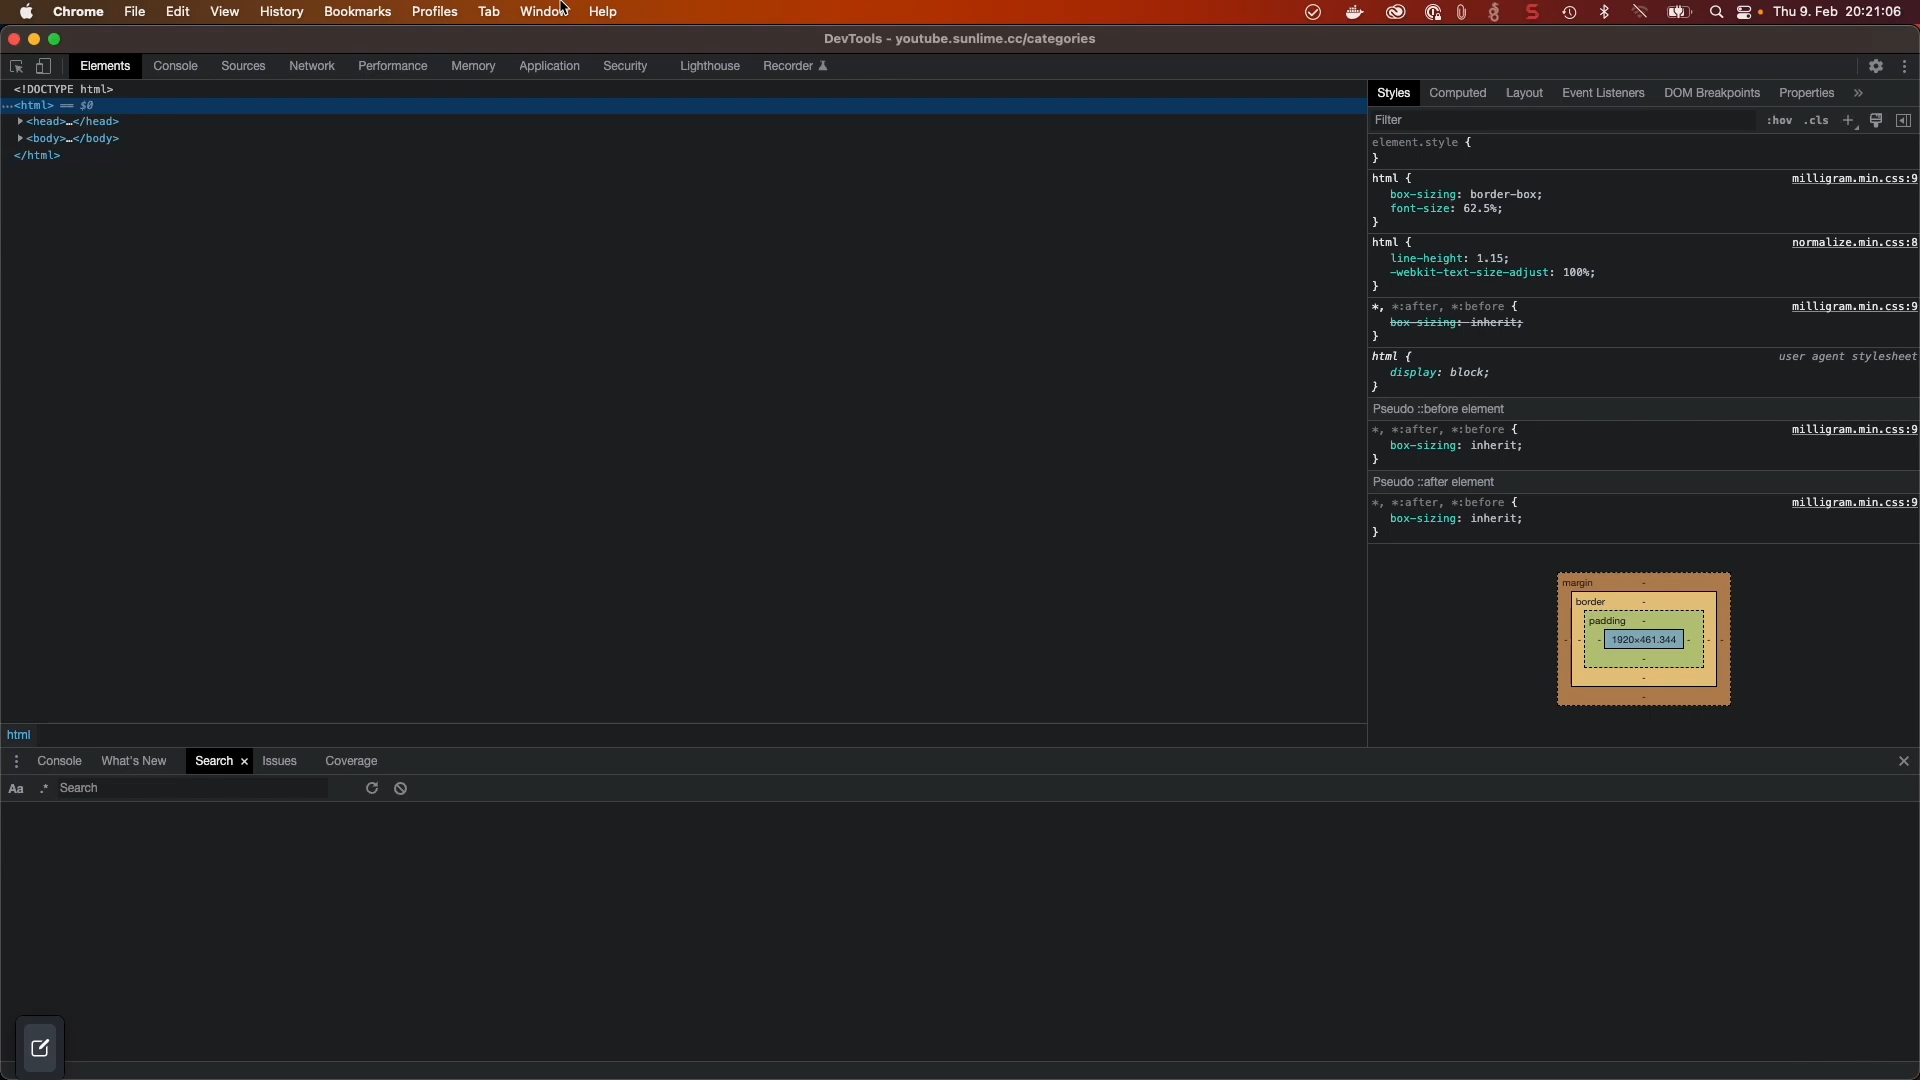 Chrome File Edit View History Bookmarks Profiles Tab Window Help Thu 9. Feb 20:21:06
DevTools - youtube.sunlime.cc/categories
Elements Console Sources Network Performance Memory Application Security Lighthouse Recorder
<!DOCTYPE html>
…<html> == $0
<head>…</head>
<body>…</body>
</html>
Styles Computed Layout Event Listeners DOM Breakpoints Properties »
Filter :hov .cls +
element.style {
}
html { milligram.min.css:9
box-sizing: border-box;
font-size: 62.5%;
}
html { normalize.min.css:8
line-height: 1.15;
-webkit-text-size-adjust: 100%;
}
*, *:after, *:before { milligram.min.css:9
box-sizing: inherit;
}
html { user agent stylesheet
display: block;
}
Pseudo ::before element
*, *:after, *:before { milligram.min.css:9
box-sizing: inherit;
}
Pseudo ::after element
*, *:after, *:before { milligram.min.css:9
box-sizing: inherit;
}
margin -
border -
padding -
- - - 1920×461.344 - - -
-
-
-
html
Console What's New Search × Issues Coverage
Aa .* Search